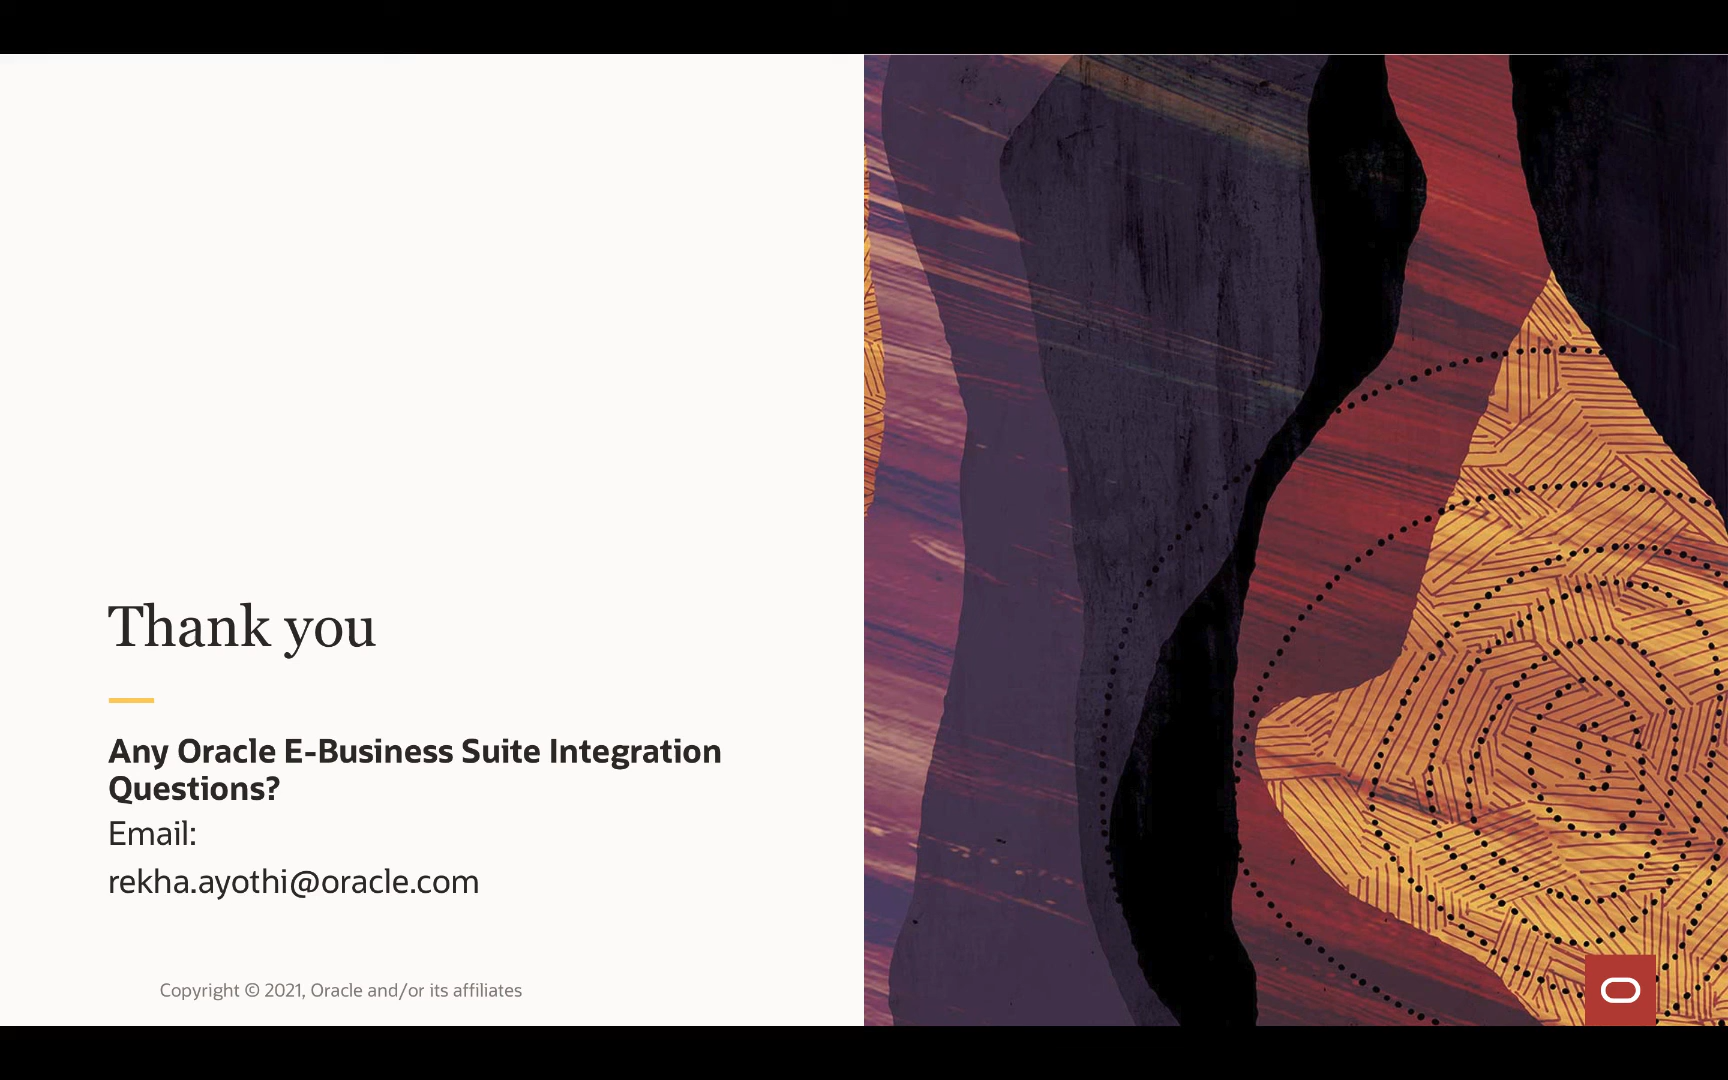 Thank you
Any Oracle E-Business Suite Integration
Questions?
Email:
rekha.ayothi@oracle.com
Copyright © 2021, Oracle and/or its affiliates